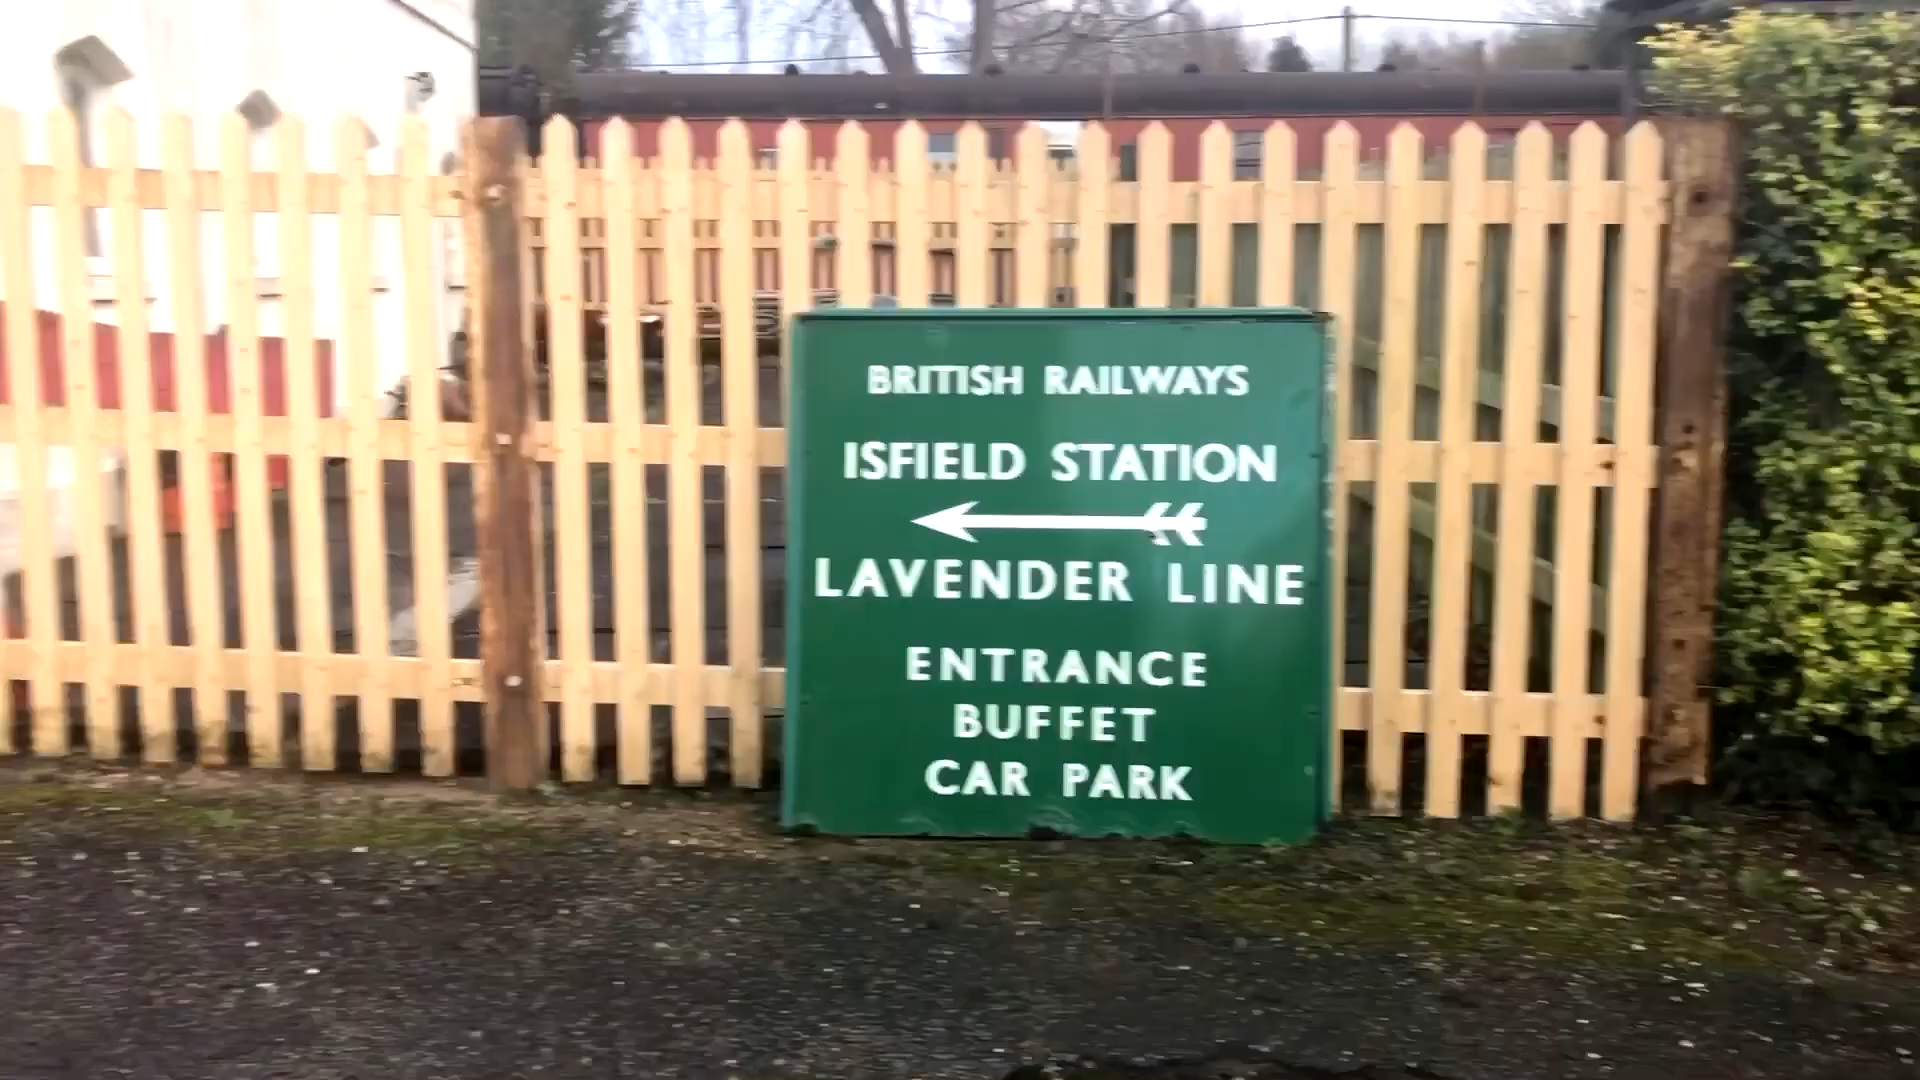 BRITISH RAILWAYS
ISFIELD STATION
LAVENDER LINE
ENTRANCE
BUFFET
CAR PARK